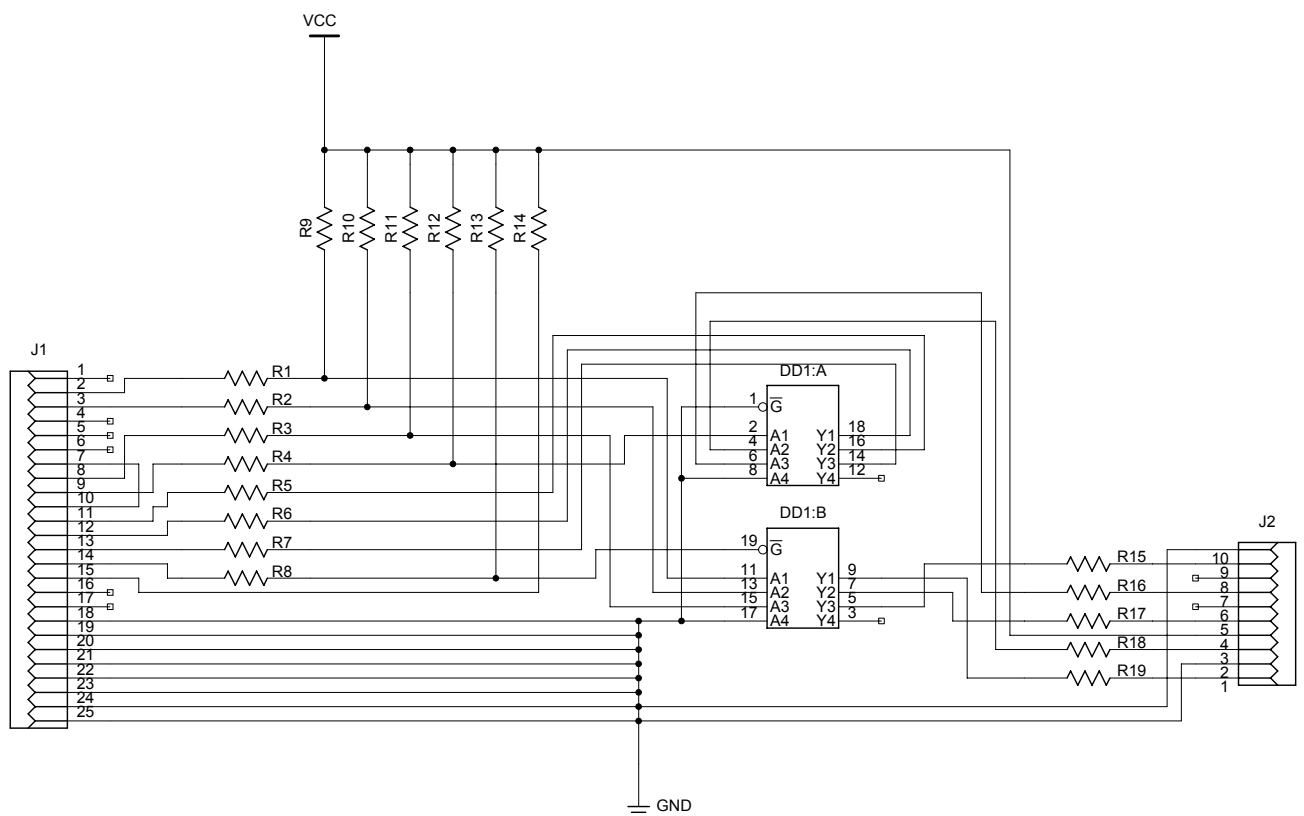 VCC
R9
R10
R11
R12
R13
R14
J1
1
2
3
4
5
6
7
8
9
10
11
12
13
14
15
16
17
18
19
20
21
22
23
24
25
R1
R2
R3
R4
R5
R6
R7
R8
DD1:A
1 G
2 A1 Y1 18
4 A2 Y2 16
6 A3 Y3 14
8 A4 Y4 12
DD1:B
19 G
11 A1 Y1 9
13 A2 Y2 7
15 A3 Y3 5
17 A4 Y4 3
R15
R16
R17
R18
R19
J2
10
9
8
7
6
5
4
3
2
1
GND